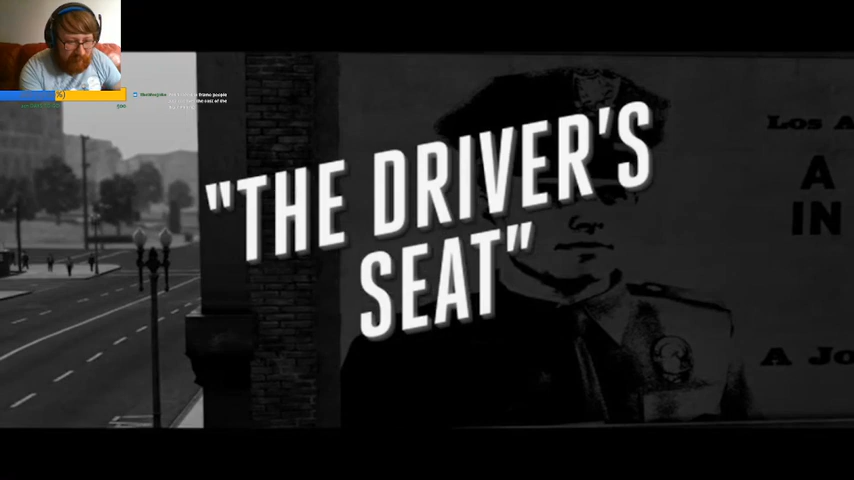 "THE DRIVER'S
SEAT"
Los A
A
IN
A Jo